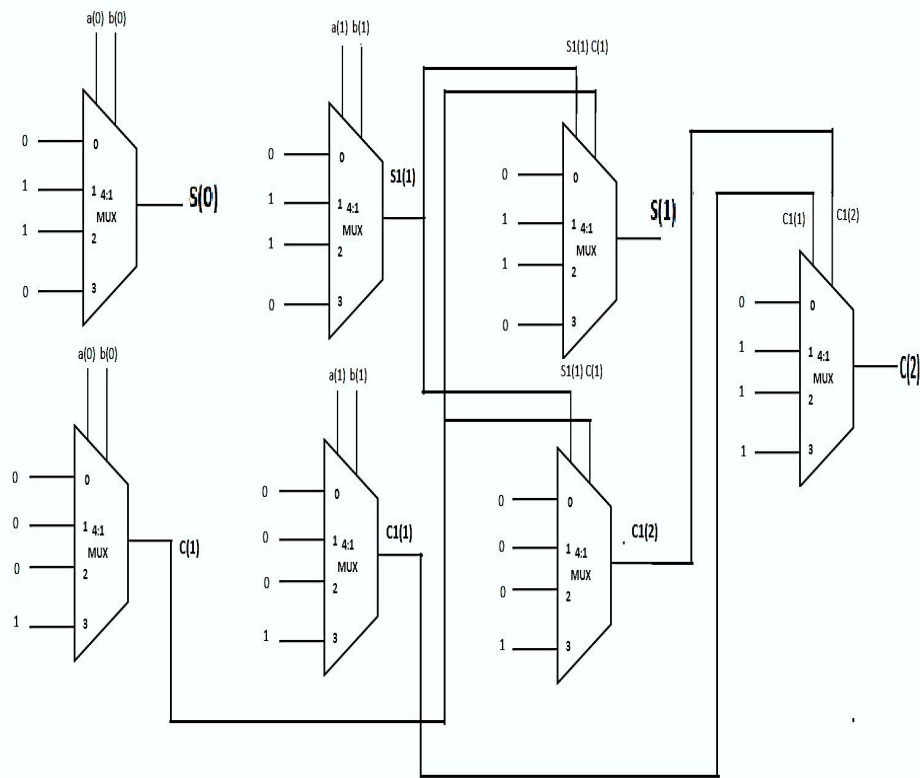 a(0) b(0)
0
0
1
1
4:1
MUX
1
2
0
3
S(0)
a(1) b(1)
0
0
1
1
4:1
MUX
1
2
0
3
S1(1)
S1(1) C(1)
0
0
1
1
4:1
MUX
1
2
0
3
S(1)
C1(1)
C1(2)
0
0
1
1
4:1
MUX
1
2
1
3
C(2)
a(0) b(0)
0
0
0
1
4:1
MUX
0
2
1
3
C(1)
a(1) b(1)
0
0
0
1
4:1
MUX
0
2
1
3
C1(1)
S1(1) C(1)
0
0
0
1
4:1
MUX
0
2
1
3
C1(2)